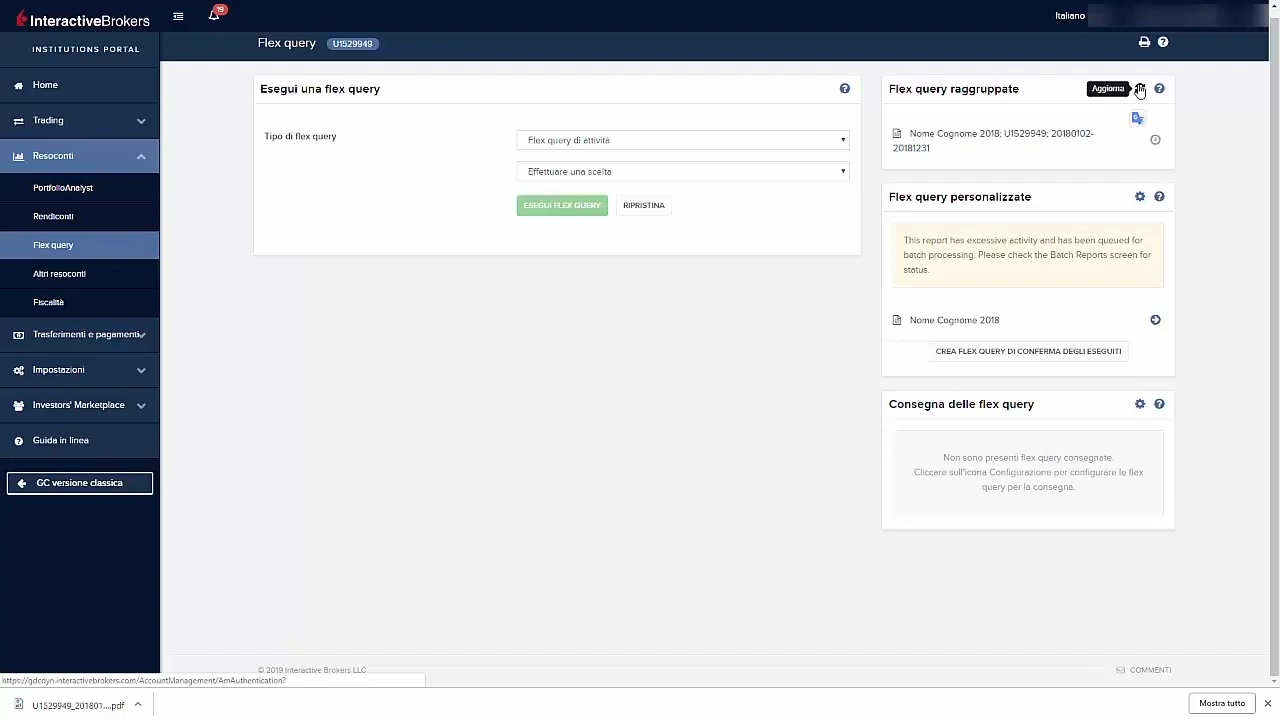 InteractiveBrokers
19
Italiano
INSTITUTIONS PORTAL
Flex query
U1529949
Home
Trading
Resoconti
PortfolioAnalyst
Rendiconti
Flex query
Altri resoconti
Fiscalità
Trasferimenti e pagamenti
Impostazioni
Investors' Marketplace
Guida in linea
GC versione classica
Esegui una flex query
Tipo di flex query
Flex query di attività
Effettuare una scelta
ESEGUI FLEX QUERY
RIPRISTINA
Flex query raggruppate
Aggiorna
Nome Cognome 2018; U1529949; 20180102-
20181231
Flex query personalizzate
This report has excessive activity and has been queued for
batch processing. Please check the Batch Reports screen for
status.
Nome Cognome 2018
CREA FLEX QUERY DI CONFERMA DEGLI ESEGUITI
Consegna delle flex query
Non sono presenti flex query consegnate.
Cliccare sull'icona Configurazione per configurare le flex
query per la consegna.
© 2019 Interactive Brokers LLC
COMMENTI
https://gdcdyn.interactivebrokers.com/AccountManagement/AmAuthentication?
U1529949_201801....pdf
Mostra tutto